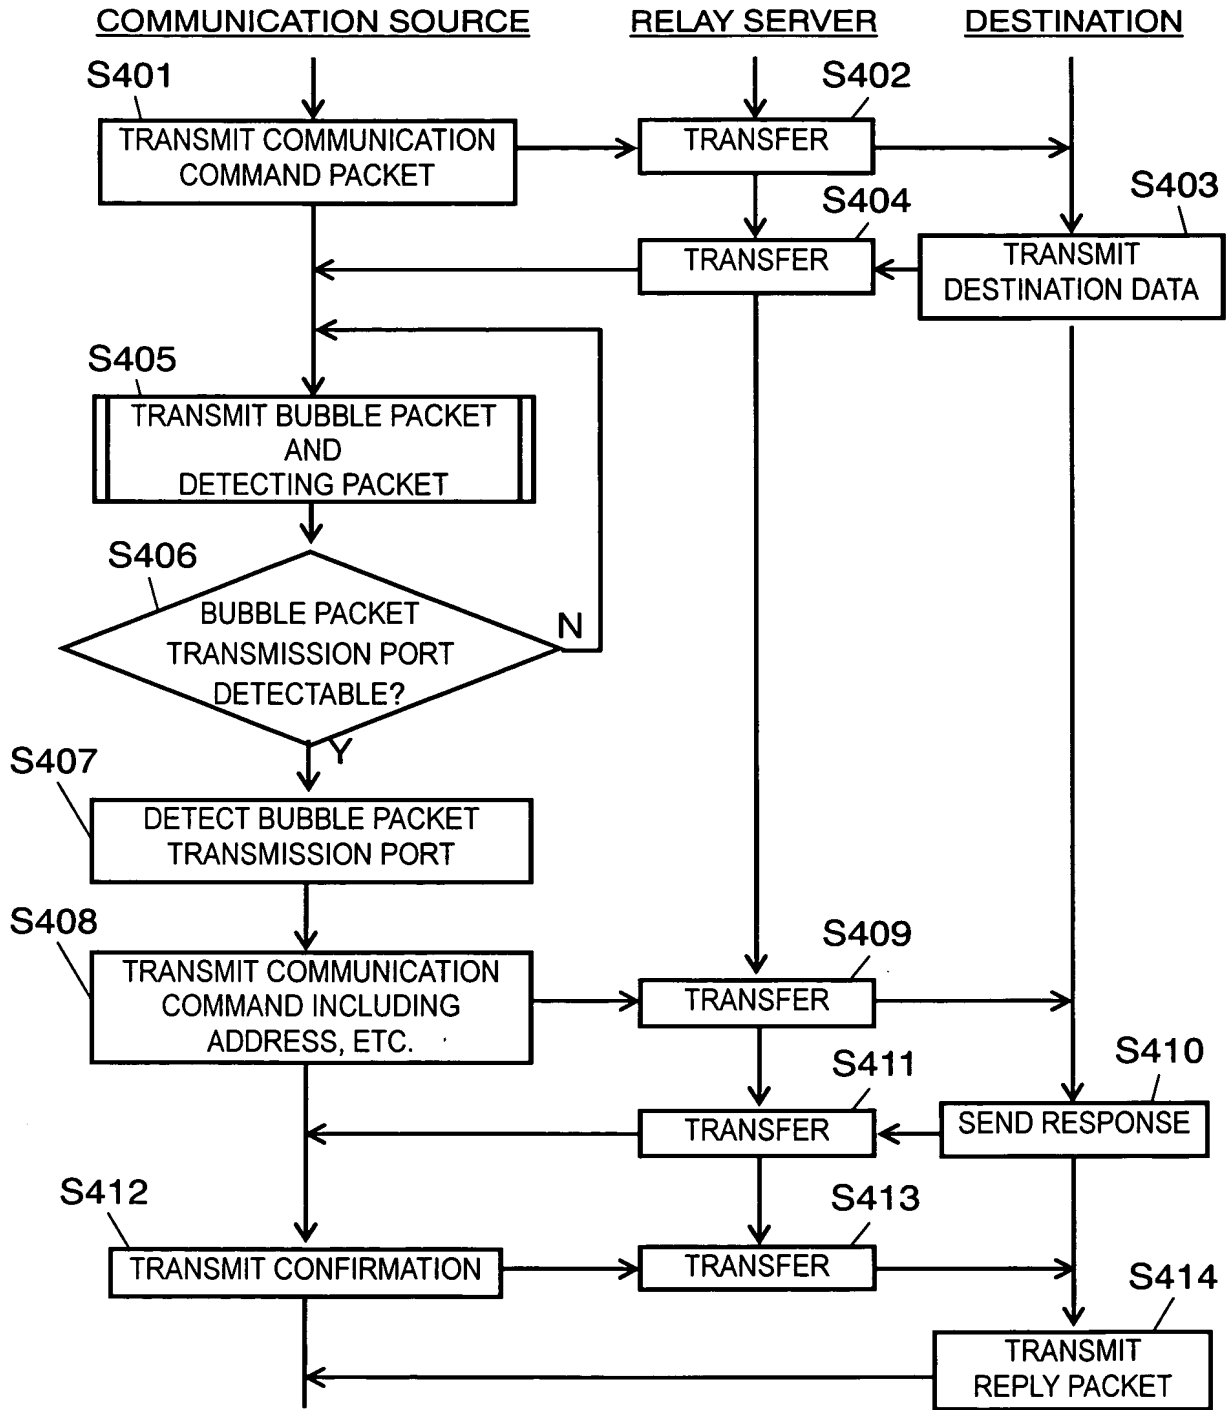 COMMUNICATION SOURCE
RELAY SERVER
DESTINATION
S401
TRANSMIT COMMUNICATION
COMMAND PACKET
S402
TRANSFER
S403
TRANSMIT
DESTINATION DATA
S404
TRANSFER
S405
TRANSMIT BUBBLE PACKET
AND
DETECTING PACKET
S406
BUBBLE PACKET
TRANSMISSION PORT
DETECTABLE?
N
Y
S407
DETECT BUBBLE PACKET
TRANSMISSION PORT
S408
TRANSMIT COMMUNICATION
COMMAND INCLUDING
ADDRESS, ETC.
S409
TRANSFER
S410
SEND RESPONSE
S411
TRANSFER
S412
TRANSMIT CONFIRMATION
S413
TRANSFER
S414
TRANSMIT
REPLY PACKET